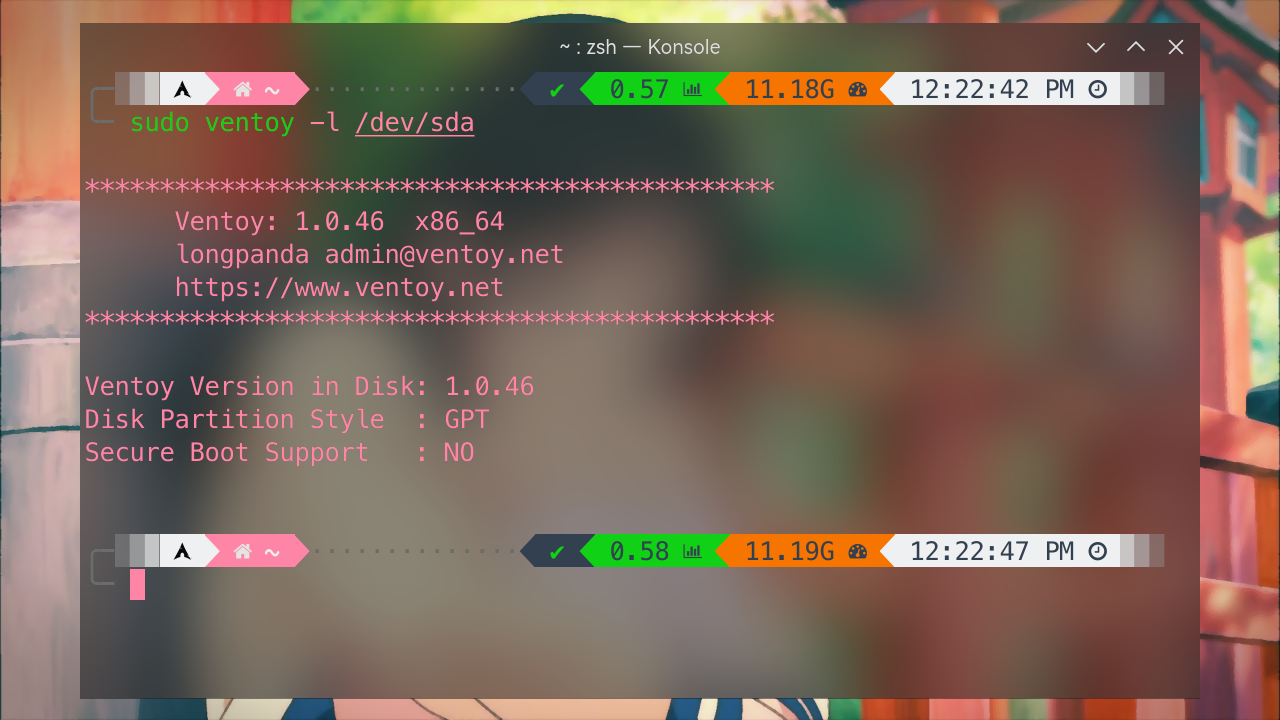 ~ : zsh — Konsole
~ ✔ 0.57 11.18G 12:22:42 PM
sudo ventoy -l /dev/sda
**********************************************
Ventoy: 1.0.46  x86_64
longpanda admin@ventoy.net
https://www.ventoy.net
**********************************************
Ventoy Version in Disk: 1.0.46
Disk Partition Style  : GPT
Secure Boot Support   : NO
~ ✔ 0.58 11.19G 12:22:47 PM